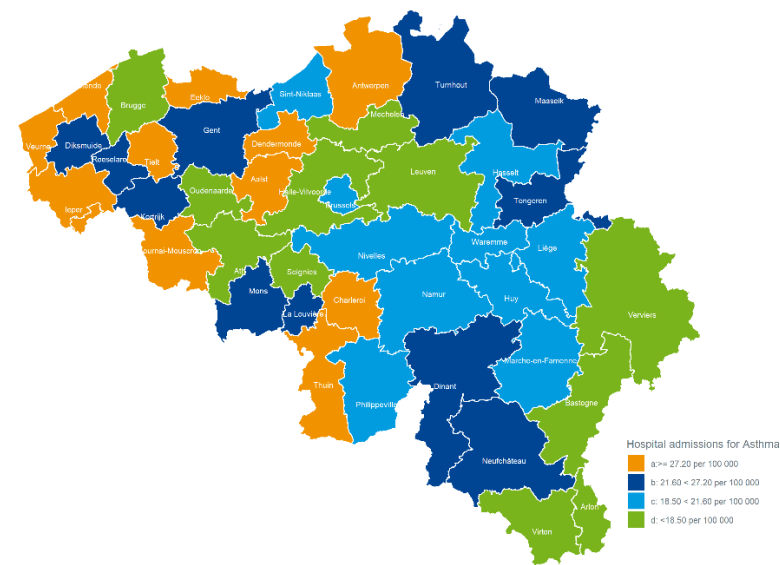 Antwerpen
Turnhout
Sint-Niklaas
Maaseik
Brugge
Eeklo
Mechelen
Gent
Veurne
Diksmuide
Dendermonde
Roeselare
Tielt
Leuven
Hasselt
Aalst
Oudenaarde
Halle-Vilvoorde
Brussels
Tongeren
Ieper
Kortrijk
Tournai-Mouscron
Nivelles
Waremme
Liège
Ath
Soignies
Mons
Charleroi
Namur
Huy
La Louvière
Verviers
Marche-en-Famenne
Thuin
Dinant
Philippeville
Bastogne
Neufchâteau
Hospital admissions for Asthma
a:>= 27.20 per 100 000
b: 21.60 < 27.20 per 100 000
c: 18.50 < 21.60 per 100 000
d: <18.50 per 100 000
Arlon
Virton